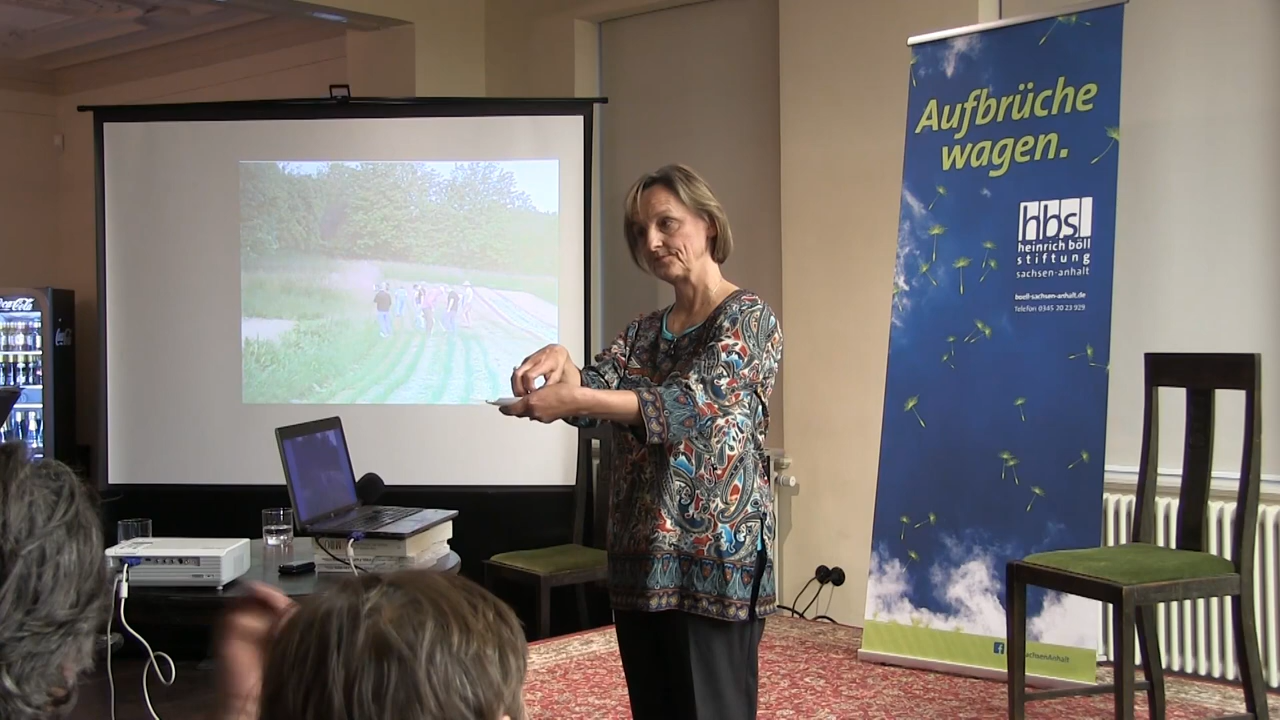 Aufbrüche
wagen.
hbs
heinrich böll
stiftung
sachsen-anhalt
boell-sachsen-anhalt.de
Telefon 0345 20 23 929
f
Coca-Cola